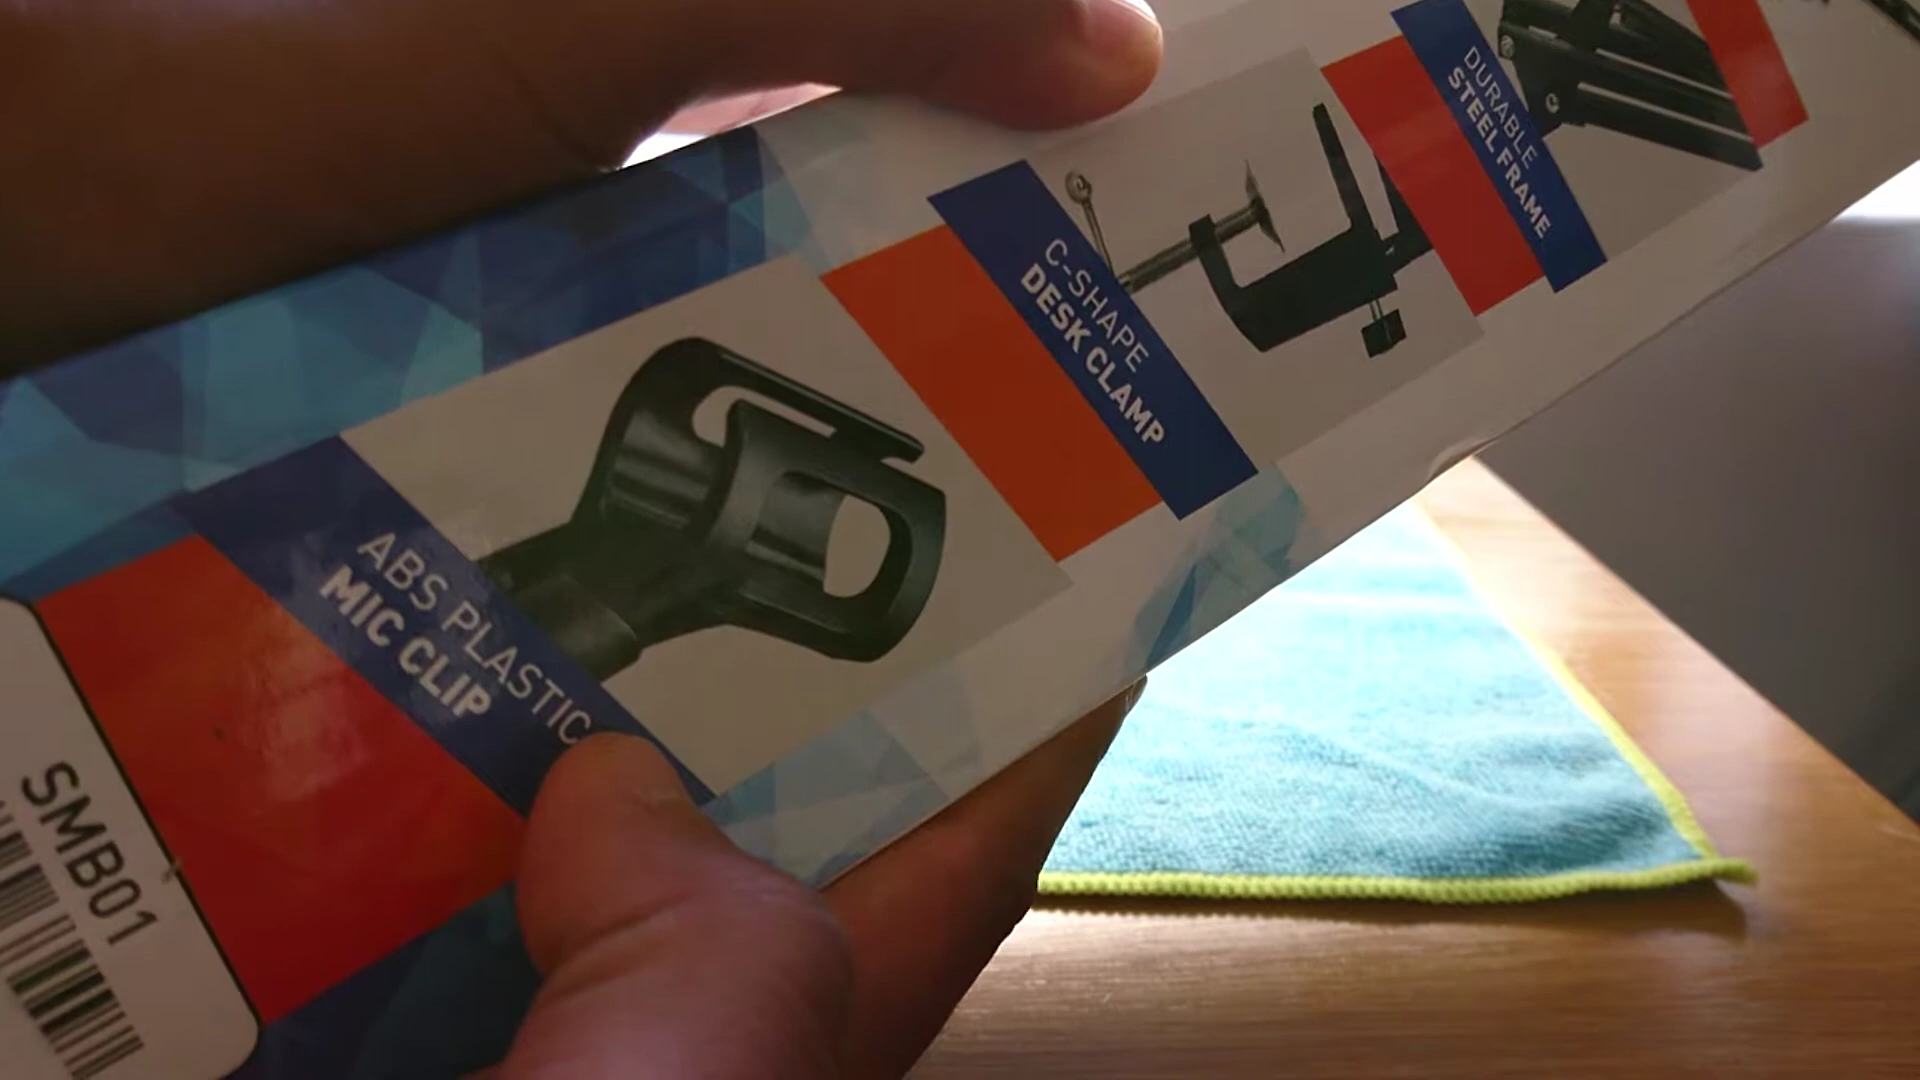 ABS PLASTIC
MIC CLIP
C-SHAPE
DESK CLAMP
DURABLE
STEEL FRAME
SMB01